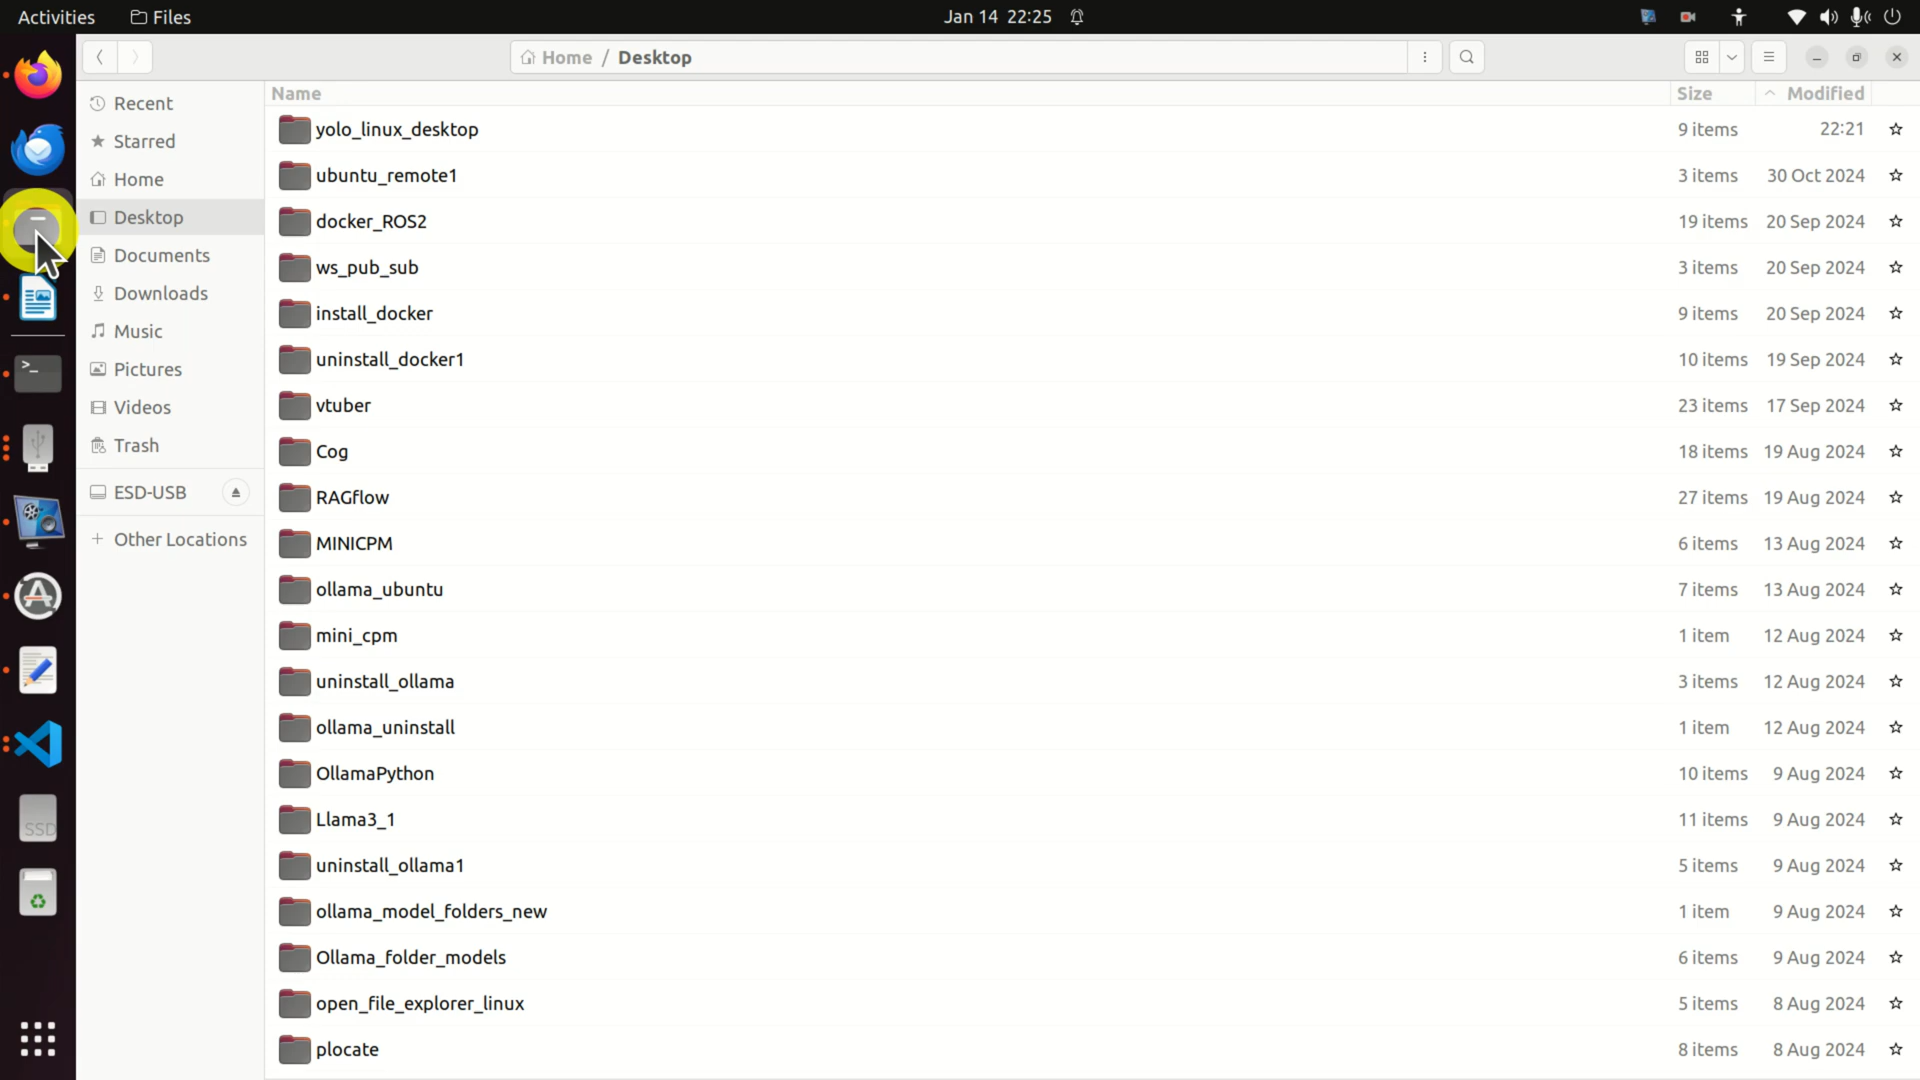 Activities Files Jan 14 22:25
Home / Desktop
Recent
Starred
Home
Desktop
Documents
Downloads
Music
Pictures
Videos
Trash
ESD-USB
Other Locations
Name Size Modified
yolo_linux_desktop 9 items 22:21
ubuntu_remote1 3 items 30 Oct 2024
docker_ROS2 19 items 20 Sep 2024
ws_pub_sub 3 items 20 Sep 2024
install_docker 9 items 20 Sep 2024
uninstall_docker1 10 items 19 Sep 2024
vtuber 23 items 17 Sep 2024
Cog 18 items 19 Aug 2024
RAGflow 27 items 19 Aug 2024
MINICPM 6 items 13 Aug 2024
ollama_ubuntu 7 items 13 Aug 2024
mini_cpm 1 item 12 Aug 2024
uninstall_ollama 3 items 12 Aug 2024
ollama_uninstall 1 item 12 Aug 2024
OllamaPython 10 items 9 Aug 2024
Llama3_1 11 items 9 Aug 2024
uninstall_ollama1 5 items 9 Aug 2024
ollama_model_folders_new 1 item 9 Aug 2024
Ollama_folder_models 6 items 9 Aug 2024
open_file_explorer_linux 5 items 8 Aug 2024
plocate 8 items 8 Aug 2024
SSD